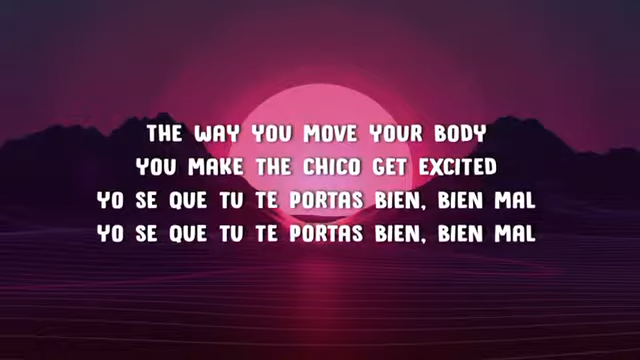 THE WAY YOU MOVE YOUR BODY
YOU MAKE THE CHICO GET EXCITED
YO SE QUE TU TE PORTAS BIEN, BIEN MAL
YO SE QUE TU TE PORTAS BIEN, BIEN MAL